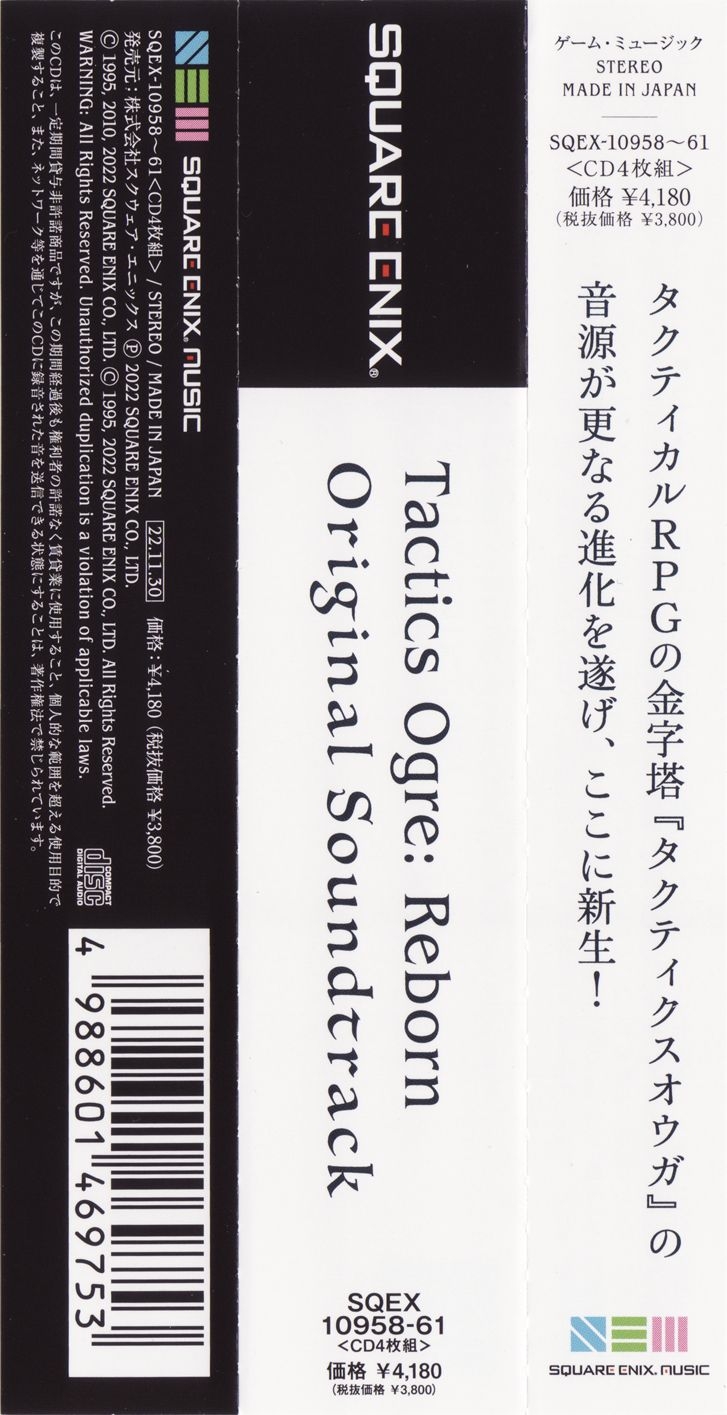 ゲーム・ミュージック
STEREO
MADE IN JAPAN
SQEX-10958～61
＜CD4枚組＞
価格 ¥4,180
(税抜価格 ¥3,800)
タクティカルRPGの金字塔『タクティクスオウガ』の
音源が更なる進化を遂げ、ここに新生！
SQUARE ENIX. MUSIC
SQUARE ENIX®
Tactics Ogre: Reborn
Original Soundtrack
SQEX
10958-61
＜CD4枚組＞
価格 ¥4,180
(税抜価格 ¥3,800)
SQUARE ENIX® MUSIC
SQEX-10958～61＜CD4枚組＞/ STEREO / MADE IN JAPAN 22.11.30 価格：¥4,180（税抜価格 ¥3,800）
発売元：株式会社スクウェア・エニックス Ⓟ 2022 SQUARE ENIX CO., LTD.
© 1995, 2010, 2022 SQUARE ENIX CO., LTD. © 1995, 2022 SQUARE ENIX CO., LTD. All Rights Reserved.
WARNING: All Rights Reserved. Unauthorized duplication is a violation of applicable laws.
このCDは、一定期間貸与非許諾商品ですが、この期間経過後も権利者の許諾なく賃貸業に使用すること、個人的な範囲を超える使用目的で
複製すること、また、ネットワーク等を通じてこのCDに録音された音を送信できる状態にすることは、著作権法で禁じられています。
COMPACT
disc
DIGITAL AUDIO
4 988601 469753